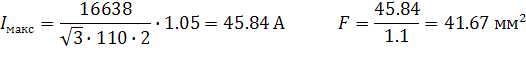 I_макс = 16638 / (√3 · 110 · 2) · 1.05 = 45.84 А    F = 45.84 / 1.1 = 41.67 мм²